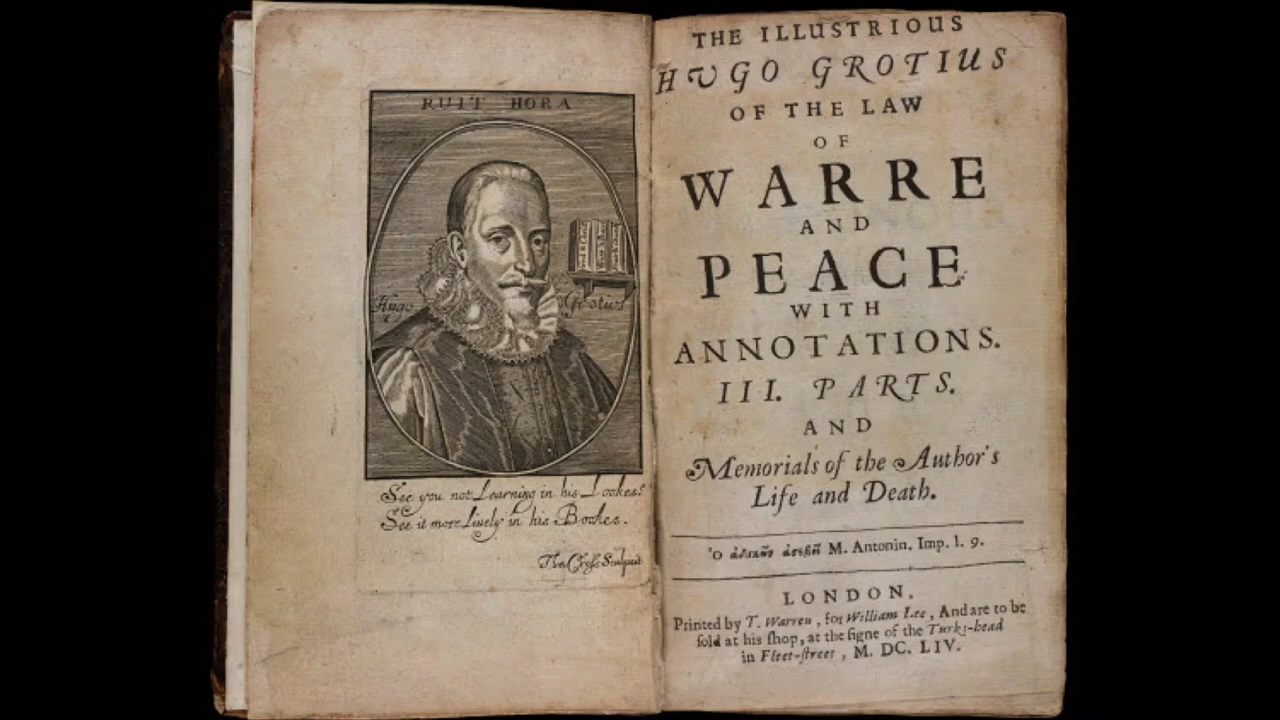 RUIT HORA
Hugo Grotius
See you not Learning in his Lookes?
See it more Lively in his Bookes.
Tho: Cross Sculpsit
THE ILLUSTRIOUS
HUGO GROTIUS
OF THE LAW
OF
WARRE
AND
PEACE
WITH
ANNOTATIONS.
III. PARTS.
AND
Memorials of the Author's
Life and Death.
Ὁ ἀδικῶν ἀσεβεῖ M. Antonin. Imp. l. 9.
LONDON,
Printed by T. Warren, for William Lee, And are to be
sold at his shop, at the signe of the Turks-head
in Fleet-street, M. DC. LIV.